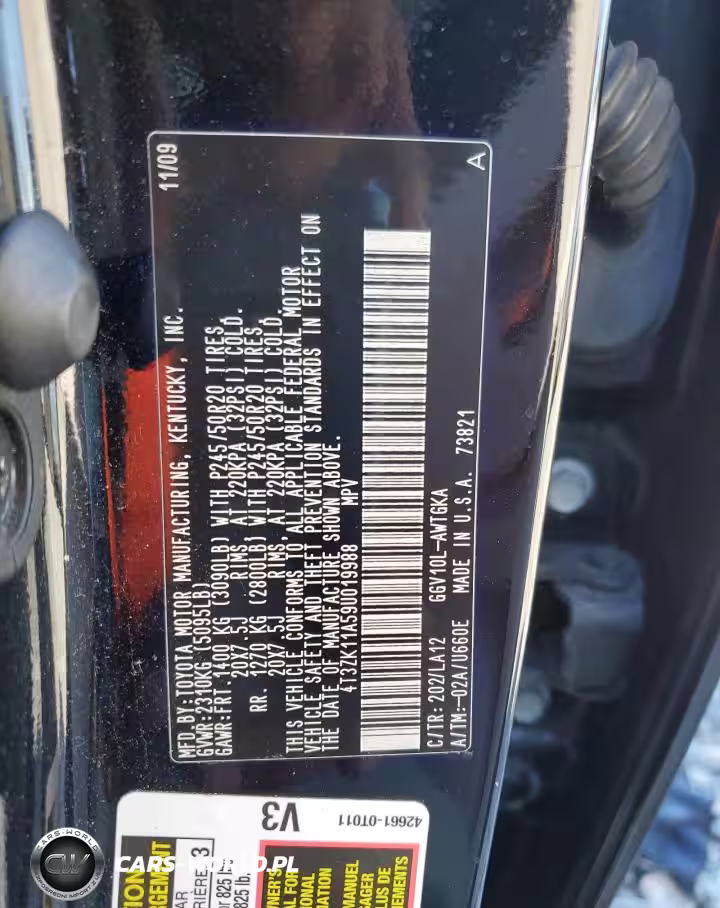 MFD.BY:TOYOTA MOTOR MANUFACTURING, KENTUCKY, INC. 11/09
GVWR:2310KG (5095LB)
GAWR:FRT. 1400 KG (3090LB) WITH P245/50R20 TIRES,
20X7.5J RIMS, AT 220KPA (32PSI) COLD.
RR. 1270 KG (2800LB) WITH P245/50R20 TIRES,
20X7.5J RIMS, AT 220KPA (32PSI) COLD.
THIS VEHICLE CONFORMS TO ALL APPLICABLE FEDERAL MOTOR
VEHICLE SAFETY AND THEFT PREVENTION STANDARDS IN EFFECT ON
THE DATE OF MANUFACTURE SHOWN ABOVE.
4T3ZK11A59U019988 MPV
C/TR: 202/LA12 GGV10L-AWTGKA
A/TM:-02A/U660E MADE IN U.S.A. 73821
A
V3
42661-0T011
MANUEL
CARS-WORLD
CW
CARS-WORLD.PL